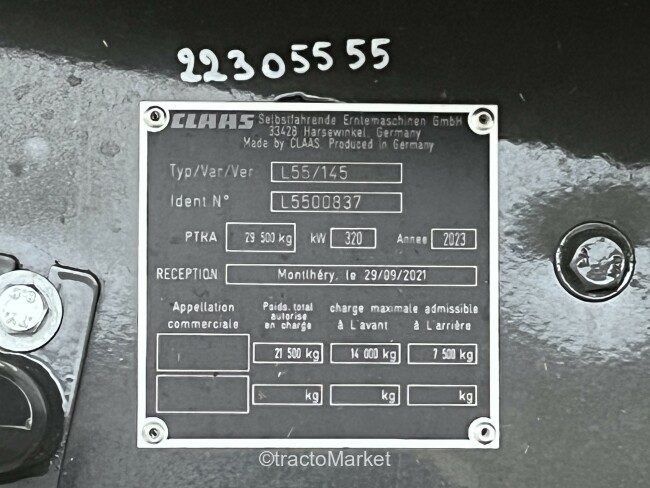 22305555
CLAAS Selbstfahrende Erntemaschinen GmbH
33428 Harsewinkel, Germany
Made by CLAAS, Produced in Germany
Typ/Var/Ver L55/145
Ident N° L5500837
PTRA 29 500 kg kW 320 Année 2023
RECEPTION Montlhéry, le 29/09/2021
Appellation commerciale
Poids total autorisé en charge
charge maximale admissible
à L'avant à L'arrière
21 500 kg 14 000 kg 7 500 kg
kg kg kg
©tractoMarket